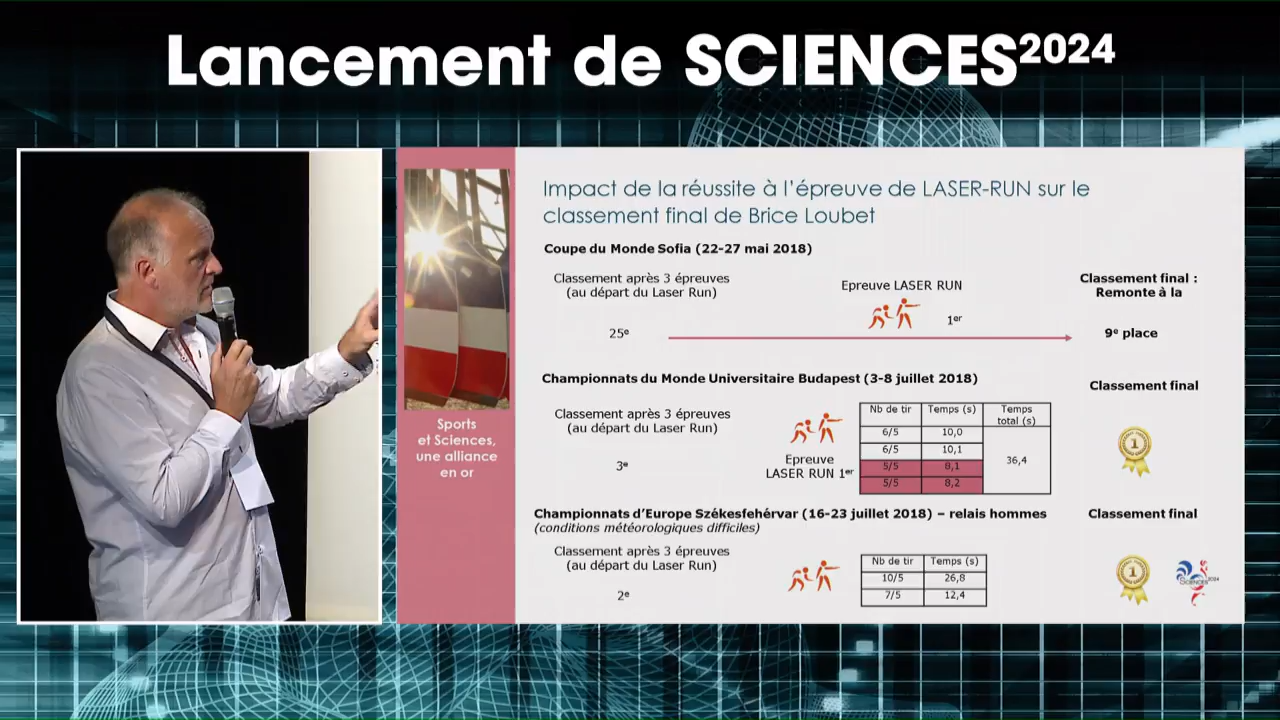 Lancement de SCIENCES²⁰²⁴
Impact de la réussite à l'épreuve de LASER-RUN sur le
classement final de Brice Loubet
Coupe du Monde Sofia (22-27 mai 2018)
Classement après 3 épreuves
(au départ du Laser Run)
25ᵉ
Epreuve LASER RUN
1ᵉʳ
Classement final :
Remonte à la
9ᵉ place
Championnats du Monde Universitaire Budapest (3-8 juillet 2018)
Classement après 3 épreuves
(au départ du Laser Run)
3ᵉ
Epreuve
LASER RUN 1ᵉʳ
Nb de tir Temps (s) Temps
total (s)
6/5 10,0
6/5 10,1
36,4
5/5 8,1
5/5 8,2
Classement final
1
Championnats d'Europe Székesfehérvar (16-23 juillet 2018) – relais hommes
(conditions météorologiques difficiles)
Classement après 3 épreuves
(au départ du Laser Run)
2ᵉ
Nb de tir Temps (s)
10/5 26,8
7/5 12,4
Classement final
1
SCIENCES 2024
Sports
et Sciences,
une alliance
en or